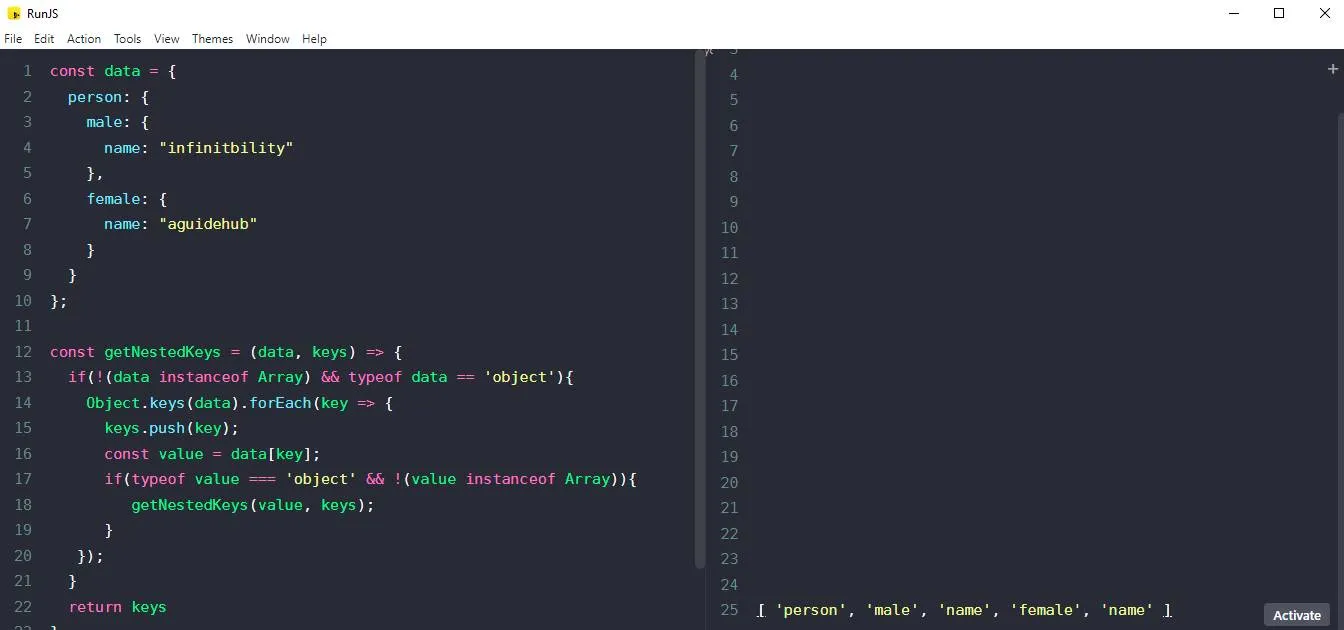 RunJS
File Edit Action Tools View Themes Window Help
1 const data = {
2 person: {
3 male: {
4 name: "infinitbility"
5 },
6 female: {
7 name: "aguidehub"
8 }
9 }
10 };
11
12 const getNestedKeys = (data, keys) => {
13 if(!(data instanceof Array) && typeof data == 'object'){
14 Object.keys(data).forEach(key => {
15 keys.push(key);
16 const value = data[key];
17 if(typeof value === 'object' && !(value instanceof Array)){
18 getNestedKeys(value, keys);
19 }
20 });
21 }
22 return keys
23 }
3
4
5
6
7
8
9
10
11
12
13
14
15
16
17
18
19
20
21
22
23
24
25 [ 'person', 'male', 'name', 'female', 'name' ]
Activate